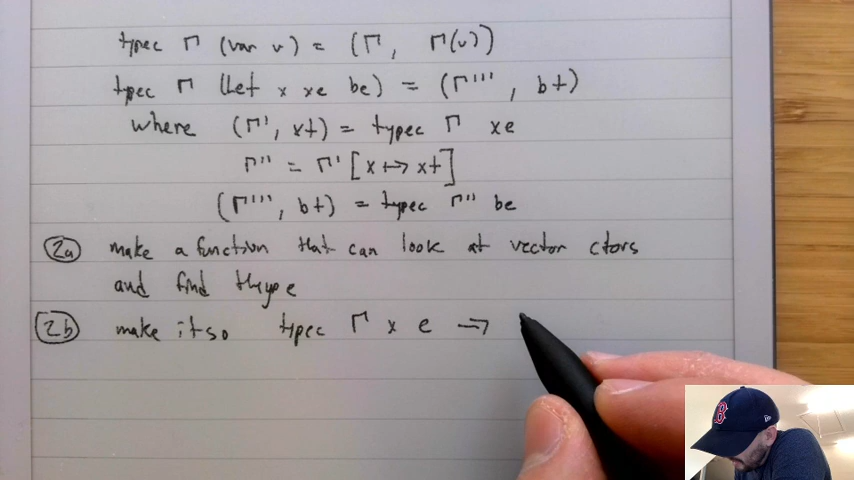 typec Γ (var v) = (Γ, Γ(v))
typec Γ (Let x xe be) = (Γ''', bt)
where (Γ', xt) = typec Γ xe
Γ'' = Γ' [x ↦ xt]
(Γ''', bt) = typec Γ'' be
2a make a function that can look at vector ctors
and find thype
2b make it so typec Γ x e →
B